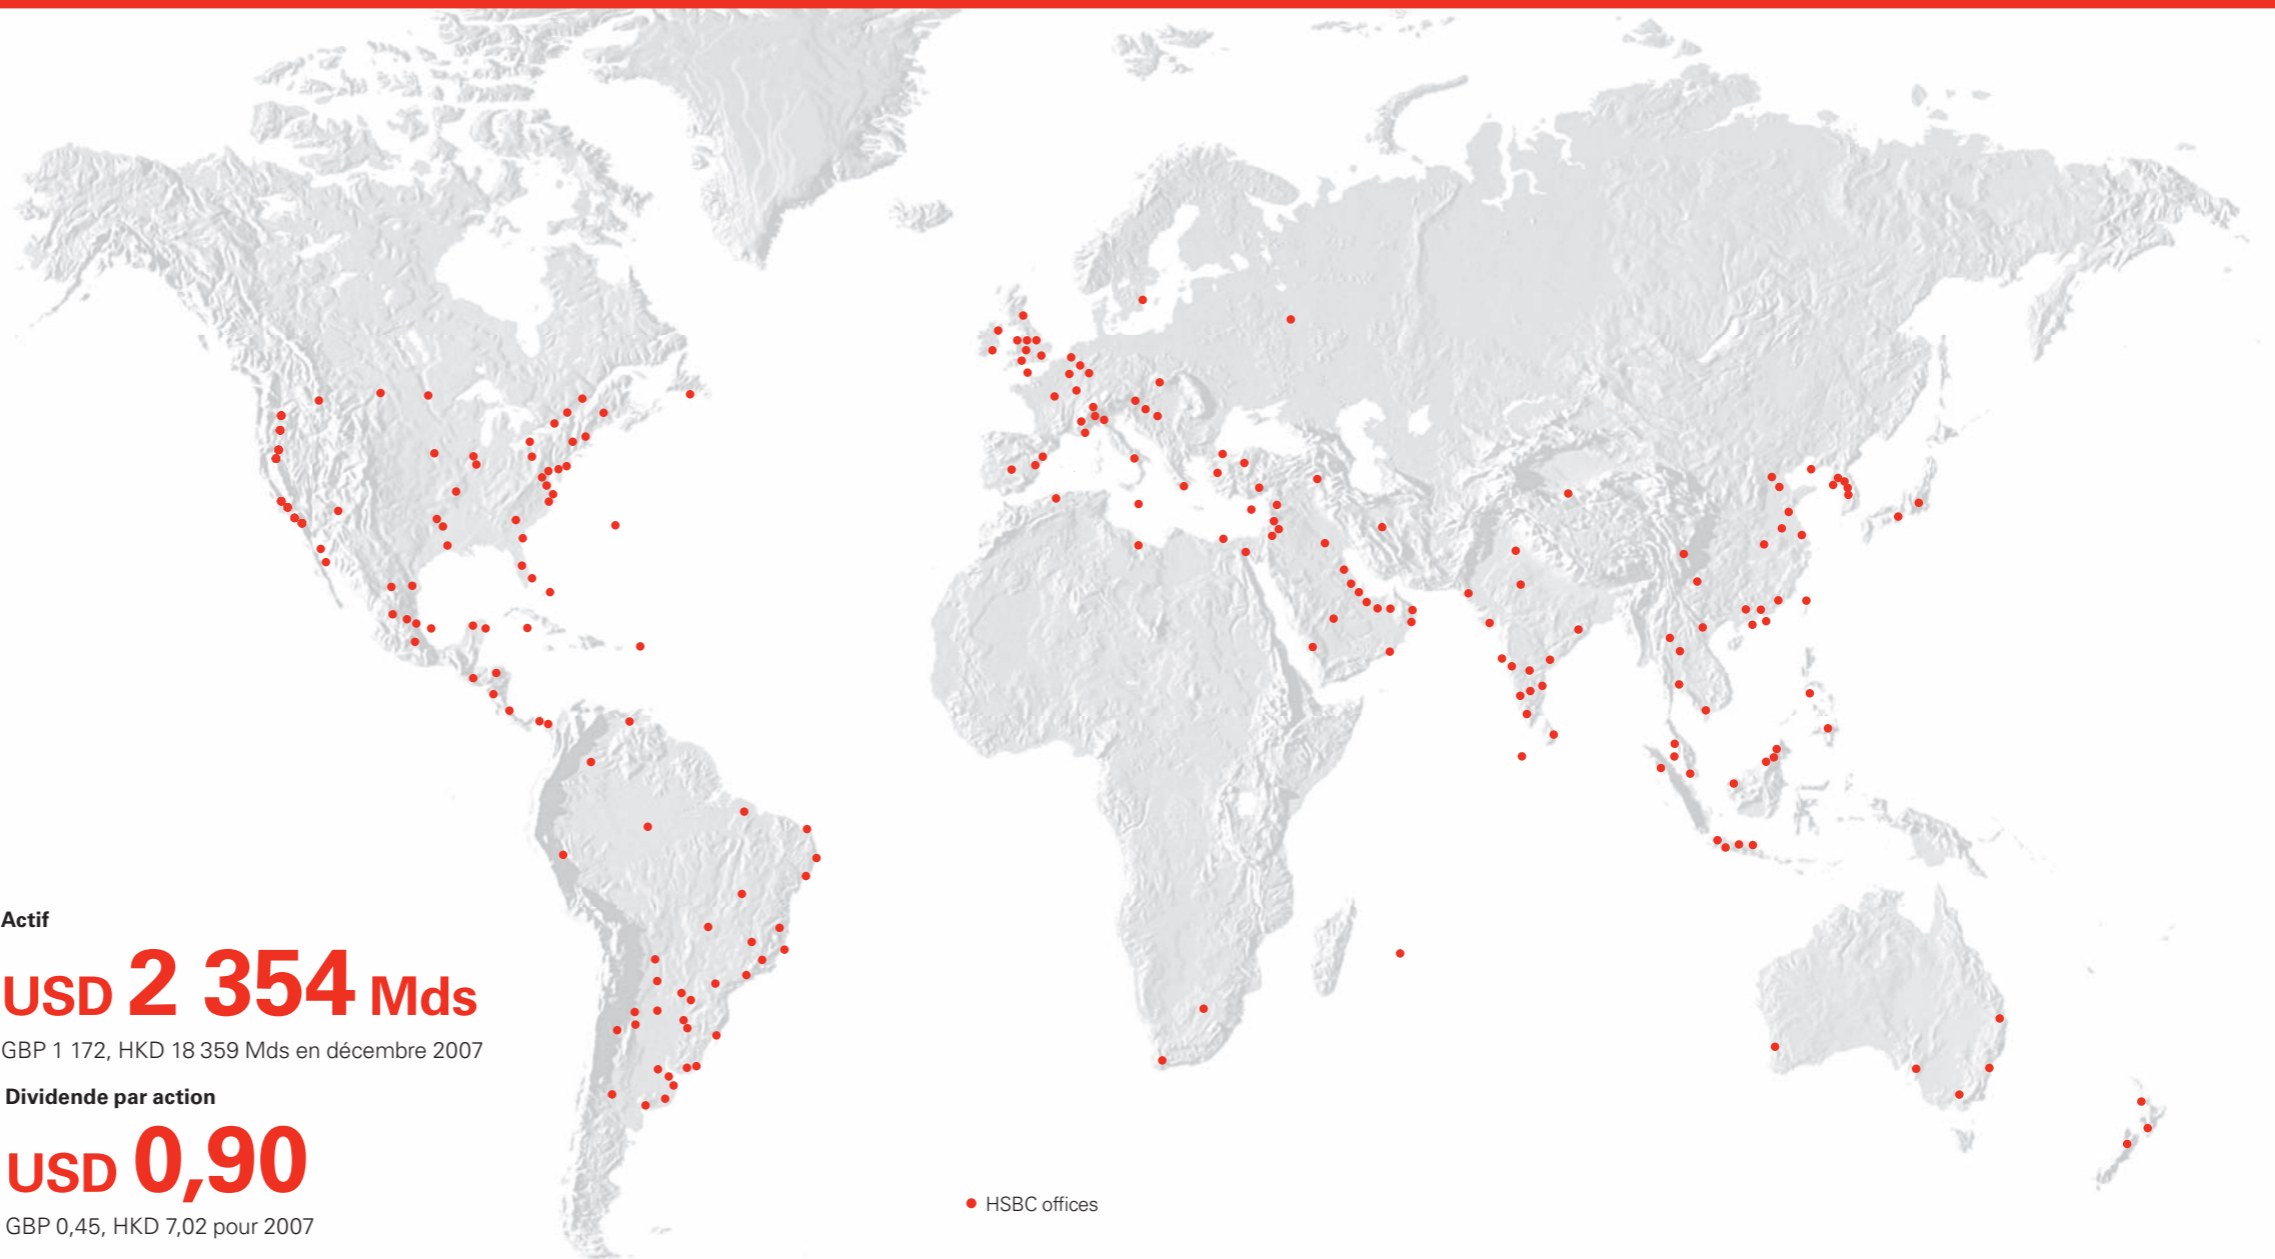 Actif
USD 2 354 Mds
GBP 1 172, HKD 18 359 Mds en décembre 2007
Dividende par action
USD 0,90
GBP 0,45, HKD 7,02 pour 2007
HSBC offices